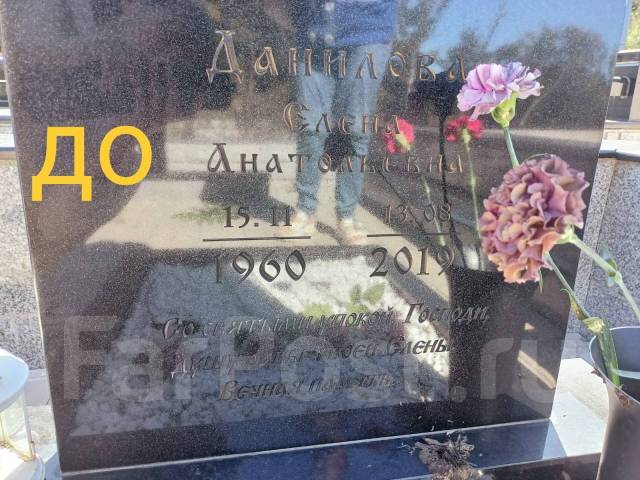 Данилова
Елена
Анатольевна
до
15.11 13.08
1960 2019
Со святыми упокой, Господи,
Душу рабы Твоей Елены.
Вечная память.
FarPost.ru